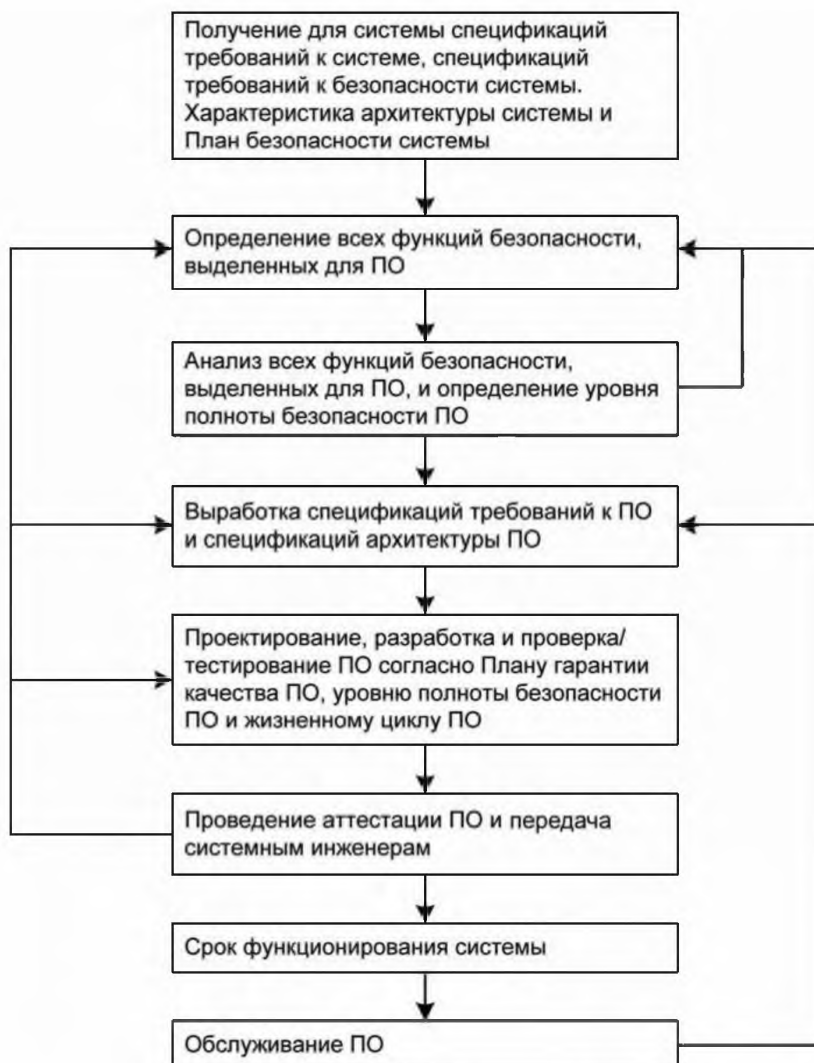 Получение для системы спецификаций
требований к системе, спецификаций
требований к безопасности системы.
Характеристика архитектуры системы и
План безопасности системы
Определение всех функций безопасности,
выделенных для ПО
Анализ всех функций безопасности,
выделенных для ПО, и определение уровня
полноты безопасности ПО
Выработка спецификаций требований к ПО
и спецификаций архитектуры ПО
Проектирование, разработка и проверка/
тестирование ПО согласно Плану гарантии
качества ПО, уровню полноты безопасности
ПО и жизненному циклу ПО
Проведение аттестации ПО и передача
системным инженерам
Срок функционирования системы
Обслуживание ПО